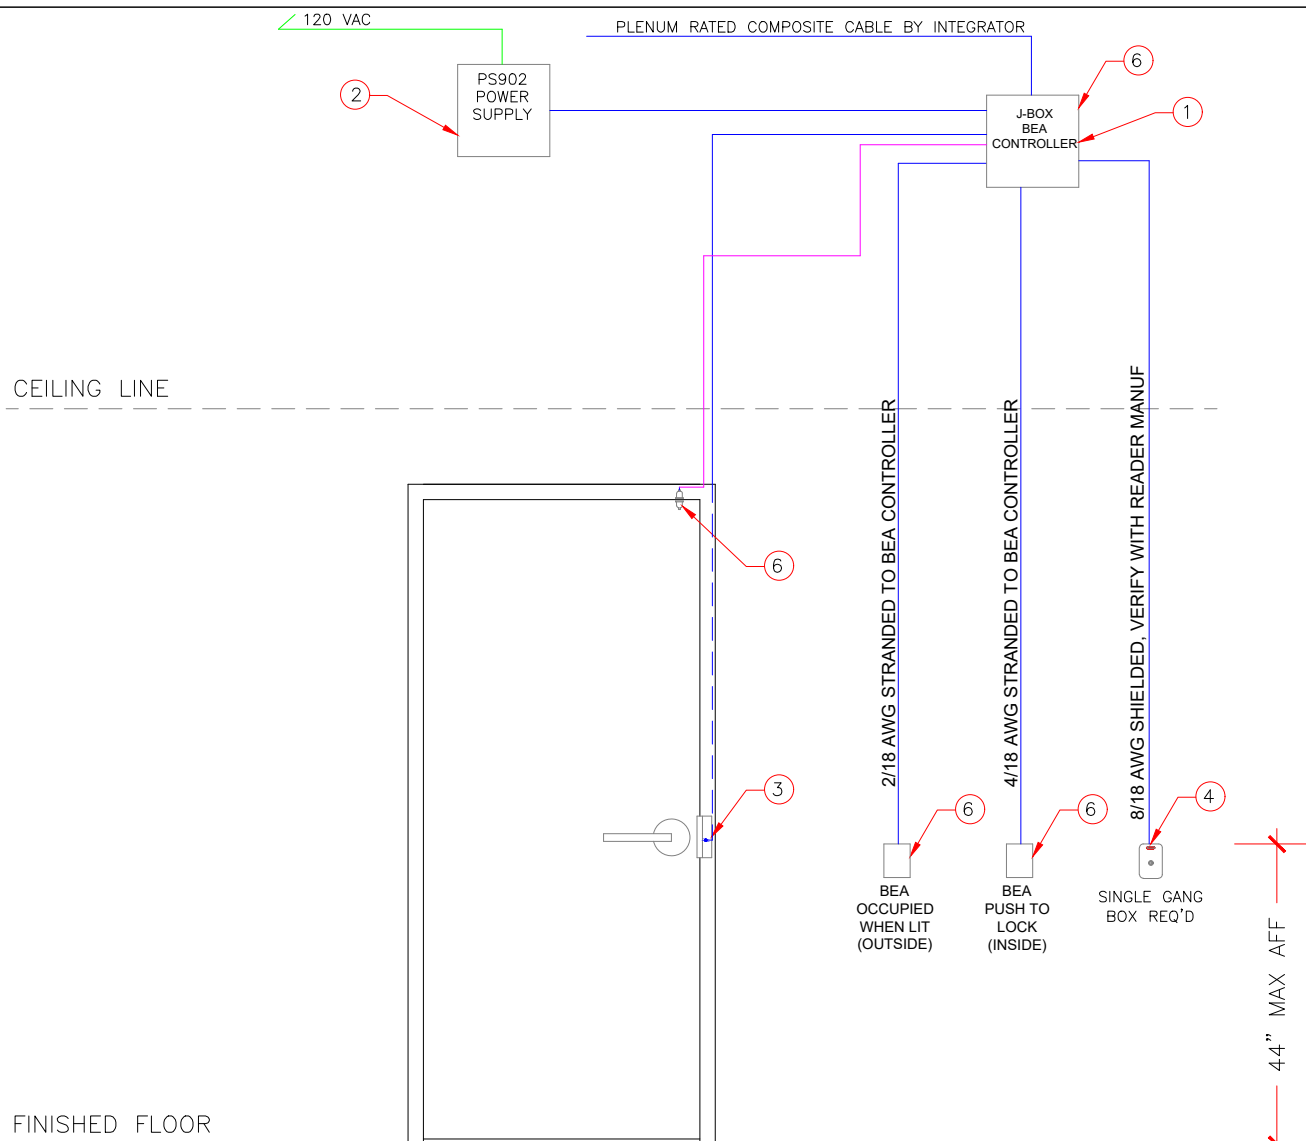 120 VAC
PLENUM RATED COMPOSITE CABLE BY INTEGRATOR
6
2
PS902
POWER
SUPPLY
J-BOX
BEA
CONTROLLER
1
CEILING LINE
2/18 AWG STRANDED TO BEA CONTROLLER
4/18 AWG STRANDED TO BEA CONTROLLER
8/18 AWG SHIELDED, VERIFY WITH READER MANUF
6
3
6
6
4
BEA
OCCUPIED
WHEN LIT
(OUTSIDE)
BEA
PUSH TO
LOCK
(INSIDE)
SINGLE GANG
BOX REQ'D
44" MAX AFF
FINISHED FLOOR